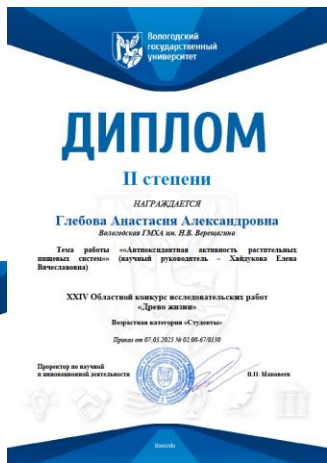 Вологодский
государственный
университет
ДИПЛОМ
II степени
НАГРАЖДАЕТСЯ
Глебова Анастасия Александровна
Вологодская ГМХА им. Н.В. Верещагина
Тема работы ««Антиоксидантная активность растительных
пищевых систем»» (научный руководитель – Хайдукова Елена
Вячеславовна)
XXIV Областной конкурс исследовательских работ
«Древо жизни»
Возрастная категория «Студенты»
Приказ от 07.03.2025 № 02.00-67/0130
Проректор по научной
и инновационной деятельности
В.П. Маковеев
Вологда